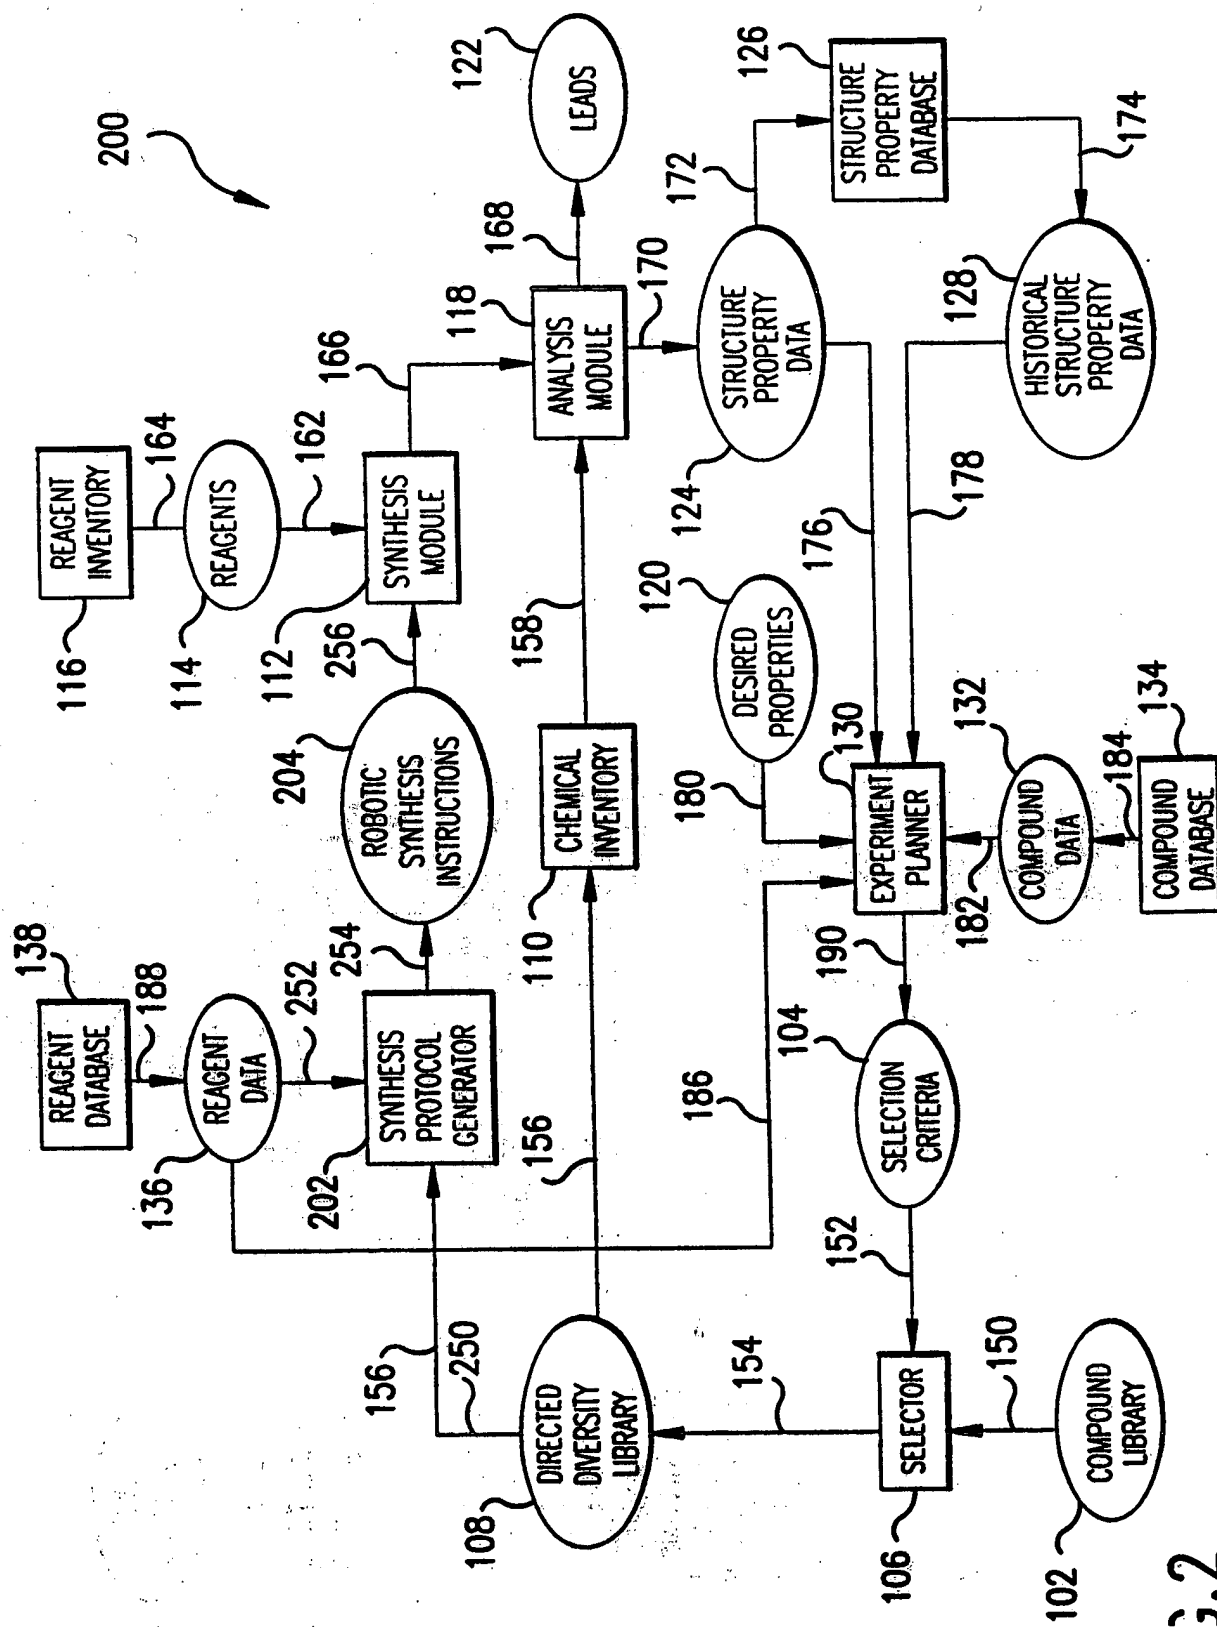 200
138
REAGENT
DATABASE
188
136
REAGENT
DATA
252
116
REAGENT
INVENTORY
164
114
REAGENTS
162
202
SYNTHESIS
PROTOCOL
GENERATOR
254
204
ROBOTIC
SYNTHESIS
INSTRUCTIONS
256
112
SYNTHESIS
MODULE
166
122
LEADS
168
156
250
108
DIRECTED
DIVERSITY
LIBRARY
156
110
CHEMICAL
INVENTORY
158
118
ANALYSIS
MODULE
170
186
180
120
DESIRED
PROPERTIES
124
STRUCTURE
PROPERTY
DATA
172
126
STRUCTURE
PROPERTY
DATABASE
154
106
SELECTOR
152
104
SELECTION
CRITERIA
190
130
EXPERIMENT
PLANNER
176
178
128
HISTORICAL
STRUCTURE
PROPERTY
DATA
174
150
102
COMPOUND
LIBRARY
182
132
COMPOUND
DATA
184
134
COMPOUND
DATABASE
.2